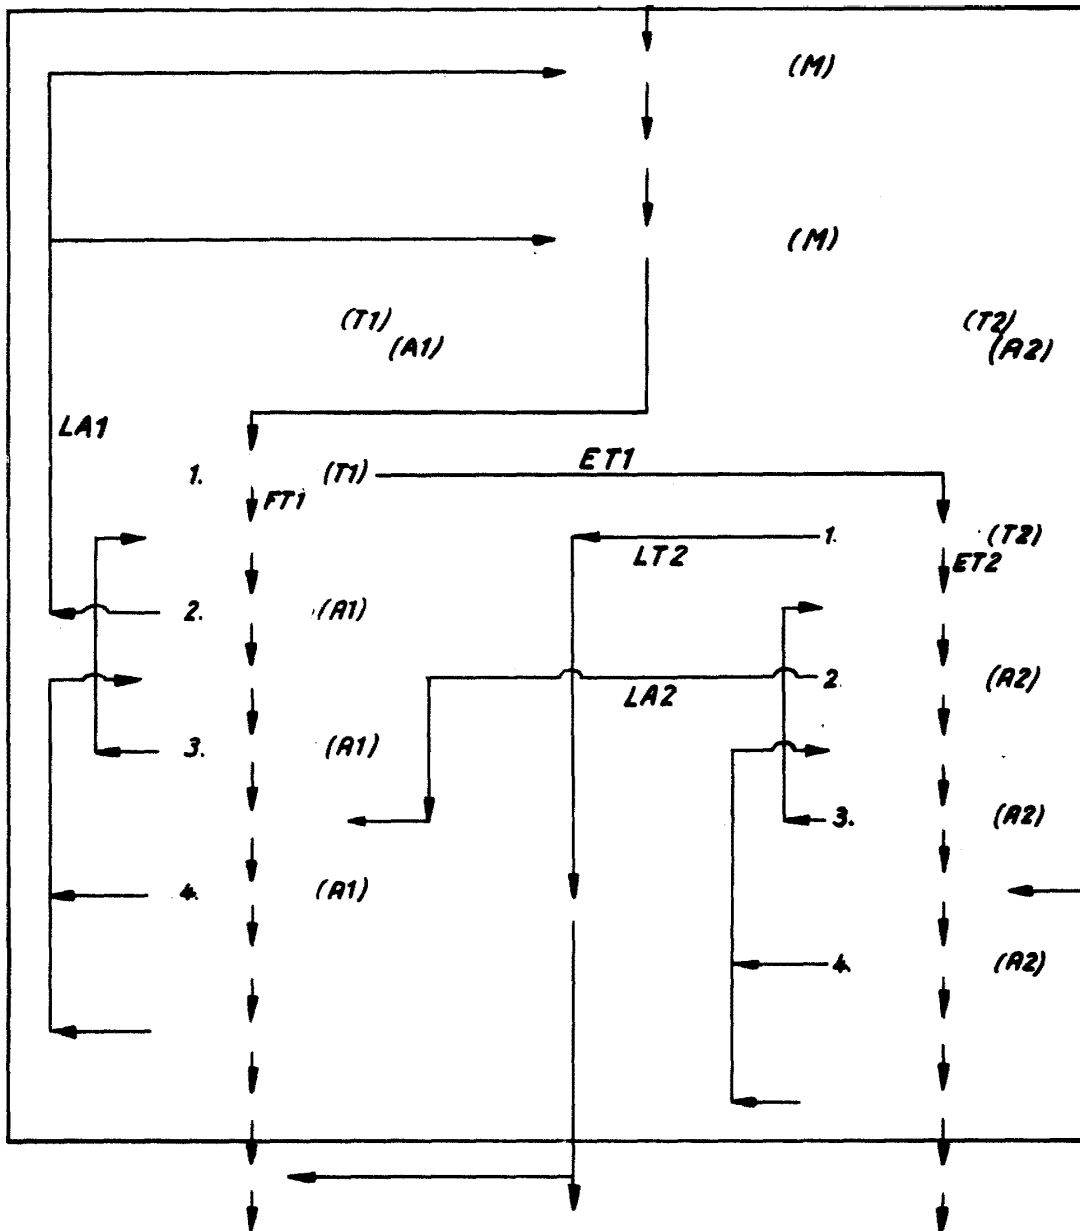 (M)
(M)
(T1) (T2)
(A1) (A2)
LA1
ET1
1. (T1)
FT1
LT2 1. (T2)
ET2
2. (A1)
LA2 2. (A2)
3. (A1)
3. (A2)
4. (A1)
4. (A2)